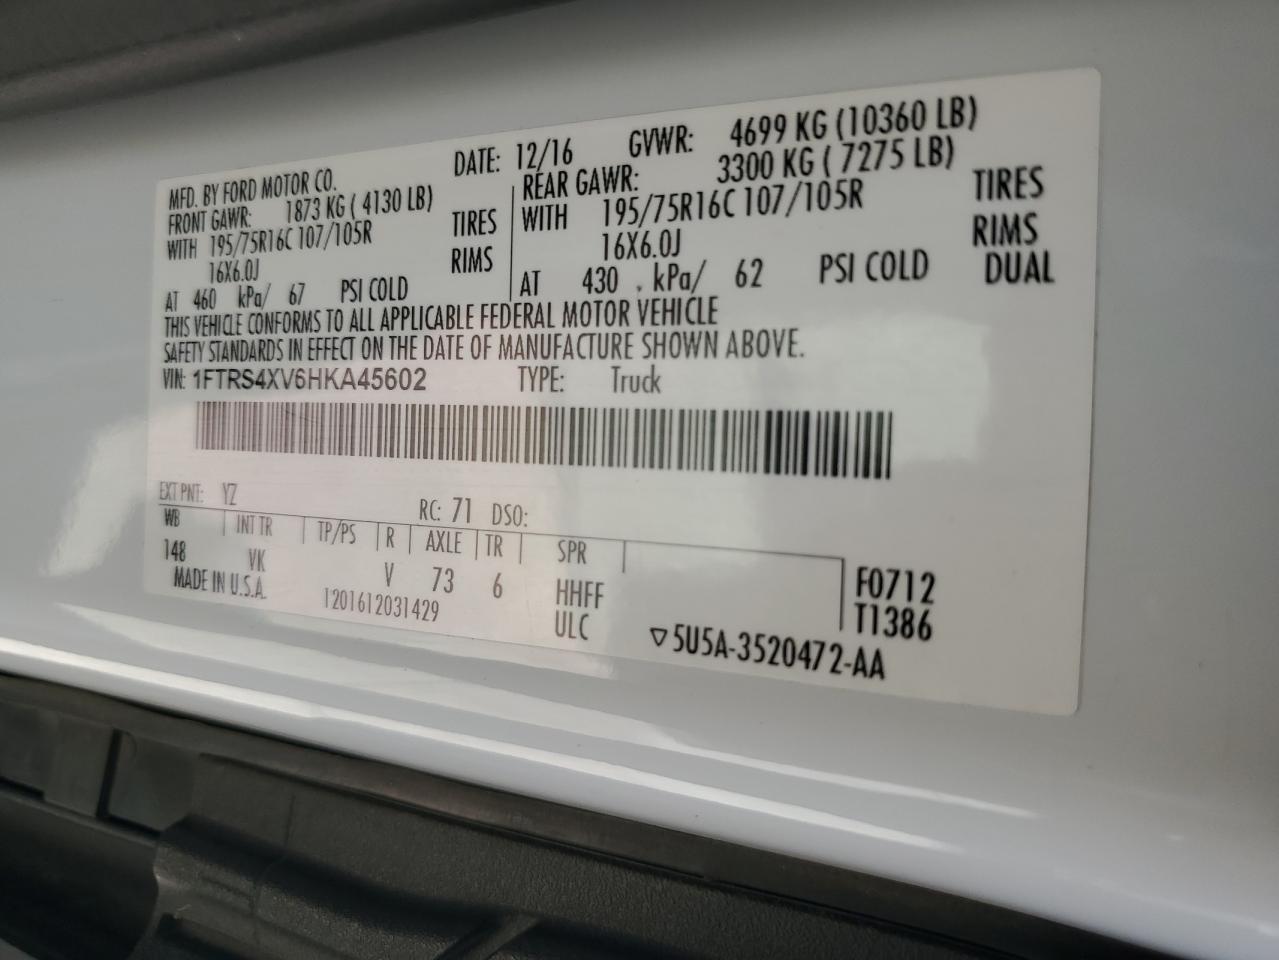 MFD. BY FORD MOTOR CO. DATE: 12/16 GVWR: 4699 KG (10360 LB)
FRONT GAWR: 1873 KG ( 4130 LB) REAR GAWR: 3300 KG ( 7275 LB)
WITH 195/75R16C 107/105R TIRES WITH 195/75R16C 107/105R TIRES
16X6.0J RIMS 16X6.0J RIMS
AT 460 kPa/ 67 PSI COLD AT 430 kPa/ 62 PSI COLD DUAL
THIS VEHICLE CONFORMS TO ALL APPLICABLE FEDERAL MOTOR VEHICLE
SAFETY STANDARDS IN EFFECT ON THE DATE OF MANUFACTURE SHOWN ABOVE.
VIN: 1FTRS4XV6HKA45602 TYPE: Truck
EXT PNT: YZ RC: 71 DSO:
WB INT TR TP/PS R AXLE TR SPR
148 VK V 73 6 HHFF F0712
MADE IN U.S.A. 1201612031429 ULC T1386
▽5U5A-3520472-AA